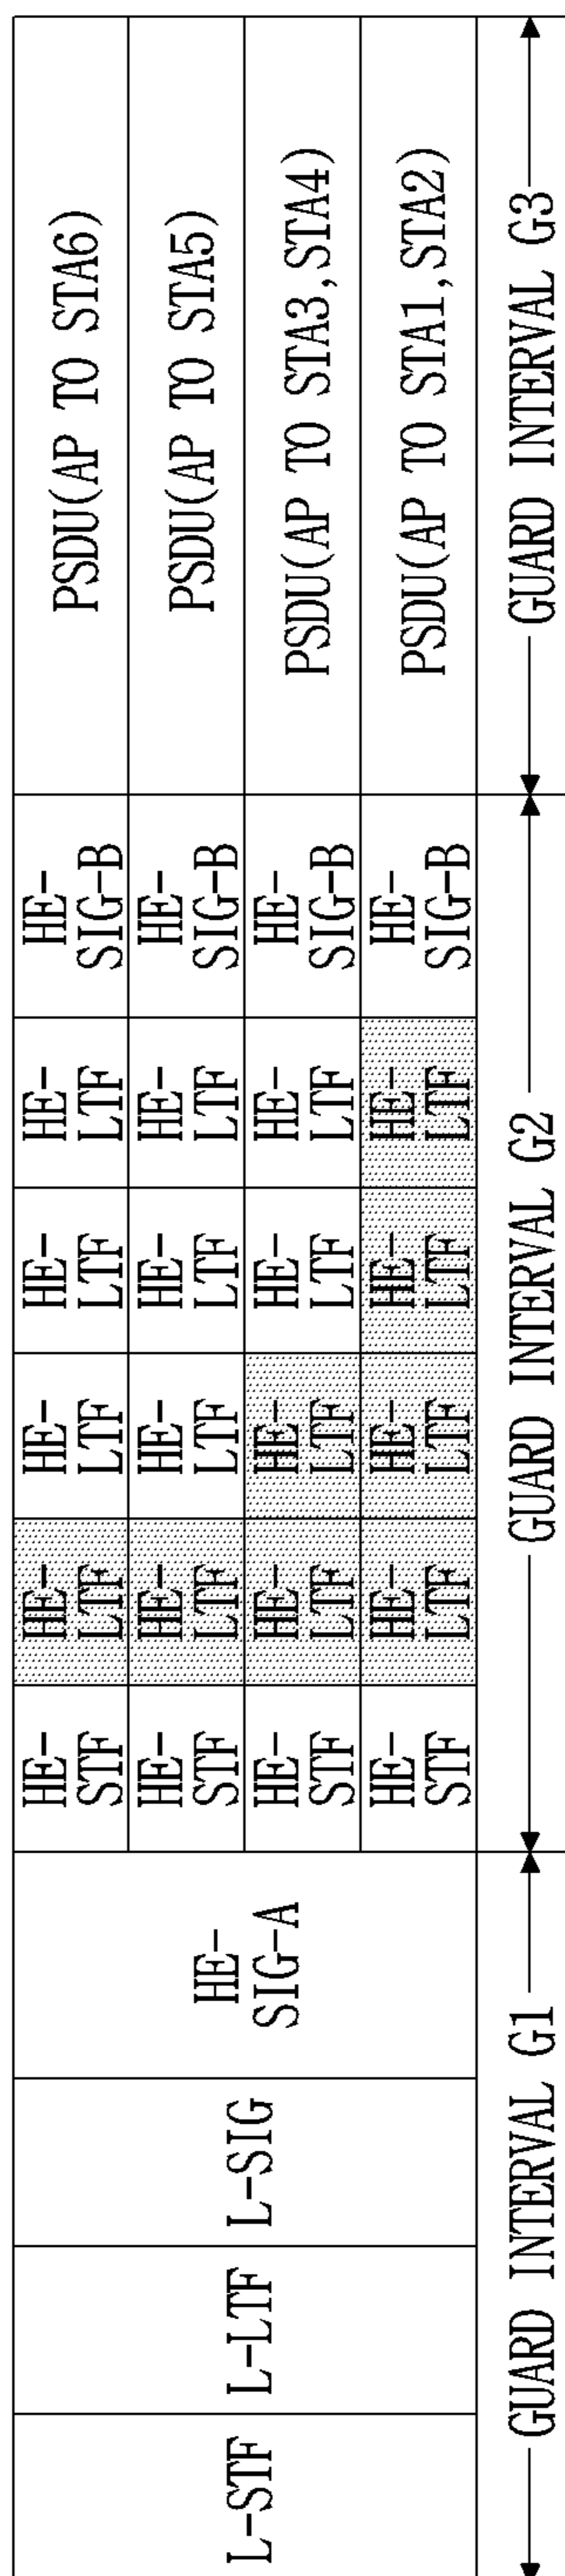 L-STF
L-LTF
L-SIG
HE-
SIG-A
HE-
STF
HE-
LTF
HE-
LTF
HE-
LTF
HE-
LTF
HE-
SIG-B
PSDU(AP TO STA6)
HE-
STF
HE-
LTF
HE-
LTF
HE-
LTF
HE-
LTF
HE-
SIG-B
PSDU(AP TO STA5)
HE-
STF
HE-
LTF
HE-
LTF
HE-
LTF
HE-
LTF
HE-
SIG-B
PSDU(AP TO STA3,STA4)
HE-
STF
HE-
LTF
HE-
LTF
HE-
LTF
HE-
LTF
HE-
SIG-B
PSDU(AP TO STA1,STA2)
GUARD INTERVAL G1
GUARD INTERVAL G2
GUARD INTERVAL G3